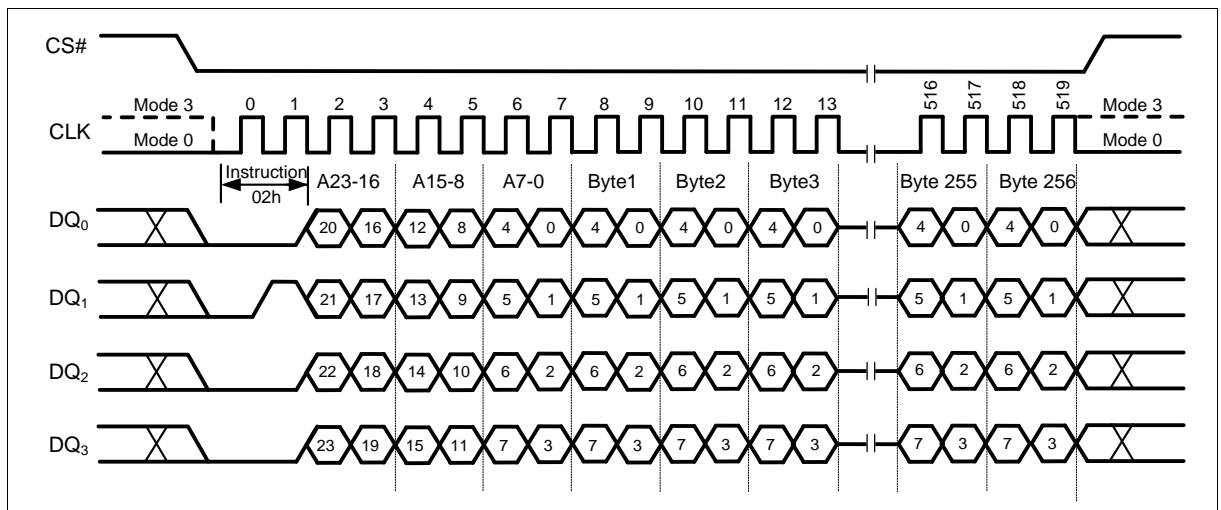 CS#
Mode 3 0 1 2 3 4 5 6 7 8 9 10 11 12 13 516 517 518 519 Mode 3
CLK
Mode 0 Mode 0
Instruction
02h
A23-16 A15-8 A7-0 Byte1 Byte2 Byte3 Byte 255 Byte 256
DQ0 20 16 12 8 4 0 4 0 4 0 4 0 4 0 4 0
DQ1 21 17 13 9 5 1 5 1 5 1 5 1 5 1 5 1
DQ2 22 18 14 10 6 2 6 2 6 2 6 2 6 2 6 2
DQ3 23 19 15 11 7 3 7 3 7 3 7 3 7 3 7 3